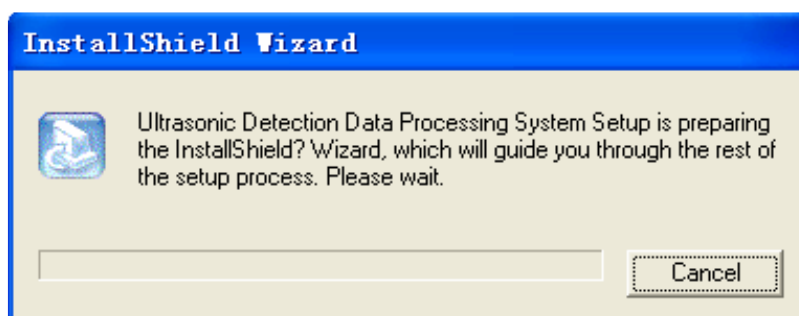 InstallShield Wizard
Ultrasonic Detection Data Processing System Setup is preparing
the InstallShield? Wizard, which will guide you through the rest of
the setup process. Please wait.
Cancel